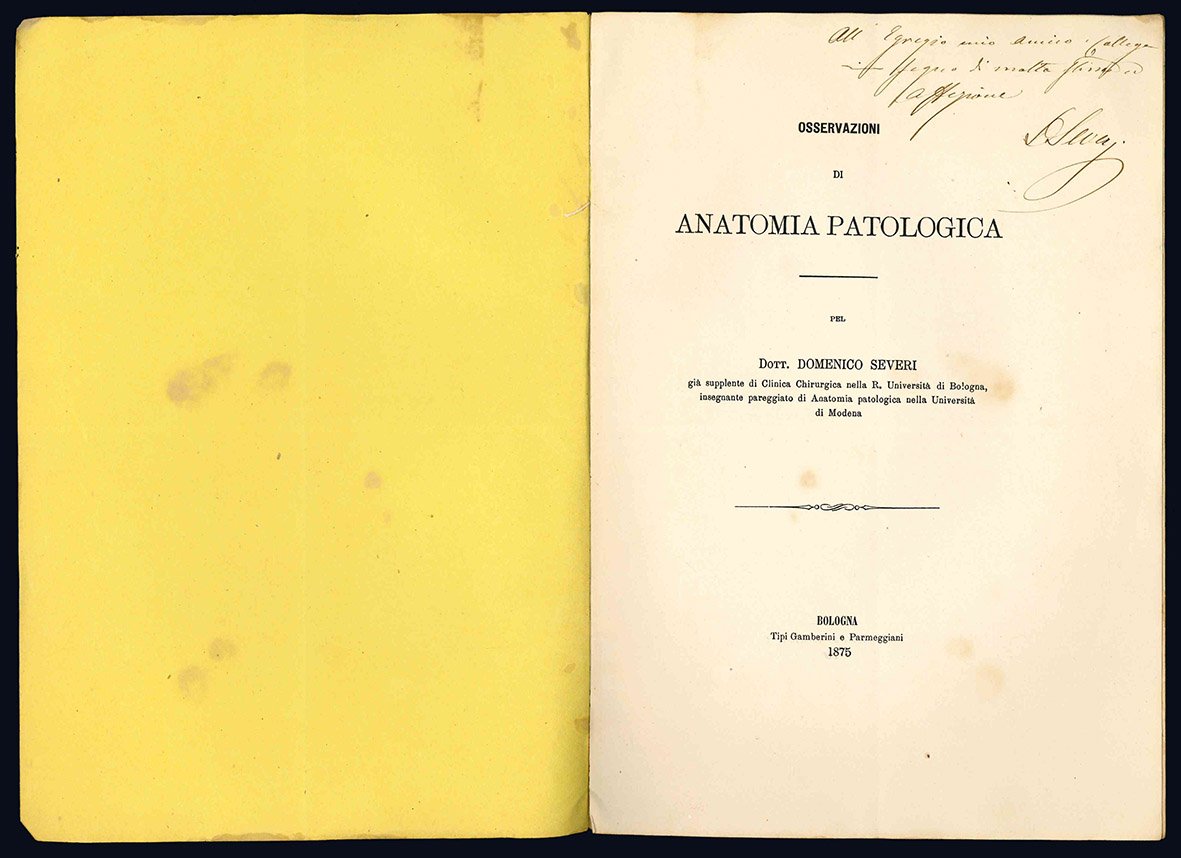 All' Egregio mio Amico e Collega
in segno di molta stima ed
affezione
D Severi
OSSERVAZIONI
DI
ANATOMIA PATOLOGICA
PEL
DOTT. DOMENICO SEVERI
già supplente di Clinica Chirurgica nella R. Università di Bologna,
insegnante pareggiato di Anatomia patologica nella Università
di Modena
BOLOGNA
Tipi Gamberini e Parmeggiani
1875